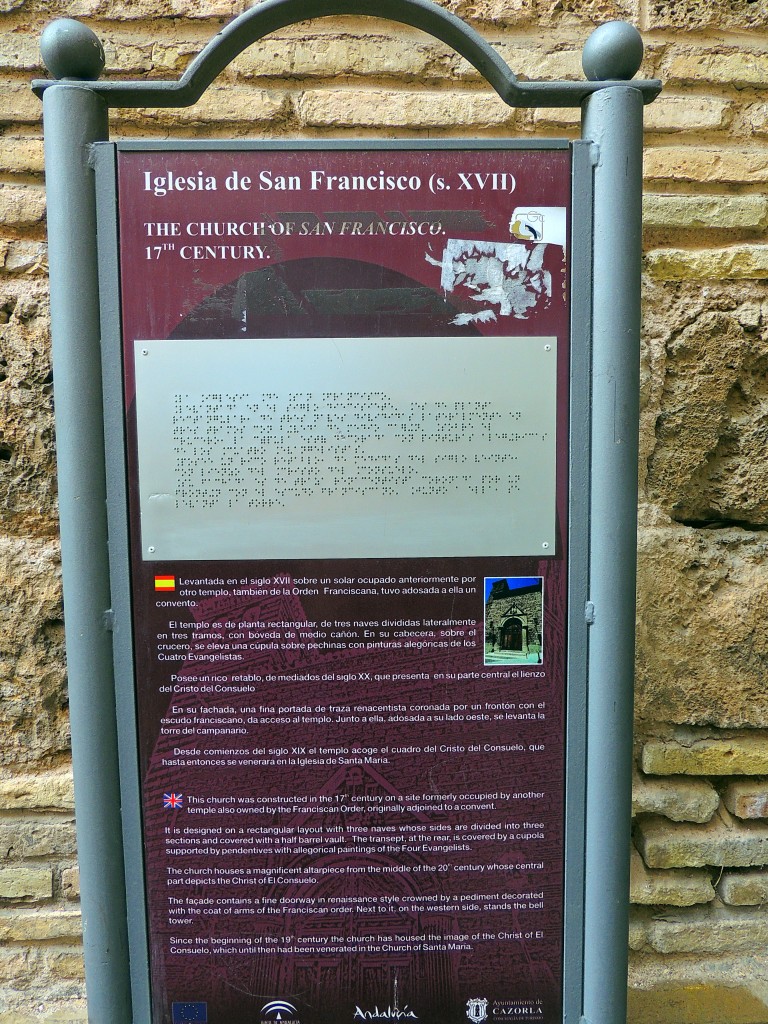 Iglesia de San Francisco (s. XVII)
THE CHURCH OF SAN FRANCISCO.
17TH CENTURY.
Levantada en el siglo XVII sobre un solar ocupado anteriormente por
otro templo, también de la Orden Franciscana, tuvo adosada a ella un
convento.
El templo es de planta rectangular, de tres naves divididas lateralmente
en tres tramos, con bóveda de medio cañón. En su cabecera, sobre el
crucero, se eleva una cúpula sobre pechinas con pinturas alegóricas de los
Cuatro Evangelistas.
Posee un rico retablo, de mediados del siglo XX, que presenta en su parte central el lienzo
del Cristo del Consuelo
En su fachada, una fina portada de traza renacentista coronada por un frontón con el
escudo franciscano, da acceso al templo. Junto a ella, adosada a su lado oeste, se levanta la
torre del campanario.
Desde comienzos del siglo XIX el templo acoge el cuadro del Cristo del Consuelo, que
hasta entonces se venerara en la Iglesia de Santa María.
This church was constructed in the 17th century on a site formerly occupied by another
temple also owned by the Franciscan Order, originally adjoined to a convent.
It is designed on a rectangular layout with three naves whose sides are divided into three
sections and covered with a half barrel vault. The transept, at the rear, is covered by a cupola
supported by pendentives with allegorical paintings of the Four Evangelists.
The church houses a magnificent altarpiece from the middle of the 20th century whose central
part depicts the Christ of El Consuelo.
The façade contains a fine doorway in renaissance style crowned by a pediment decorated
with the coat of arms of the Franciscan order. Next to it, on the western side, stands the bell
tower.
Since the beginning of the 19th century the church has housed the image of the Christ of El
Consuelo, which until then had been venerated in the Church of Santa Maria.
JUNTA DE ANDALUCIA
Andalucía
Ayuntamiento de
CAZORLA